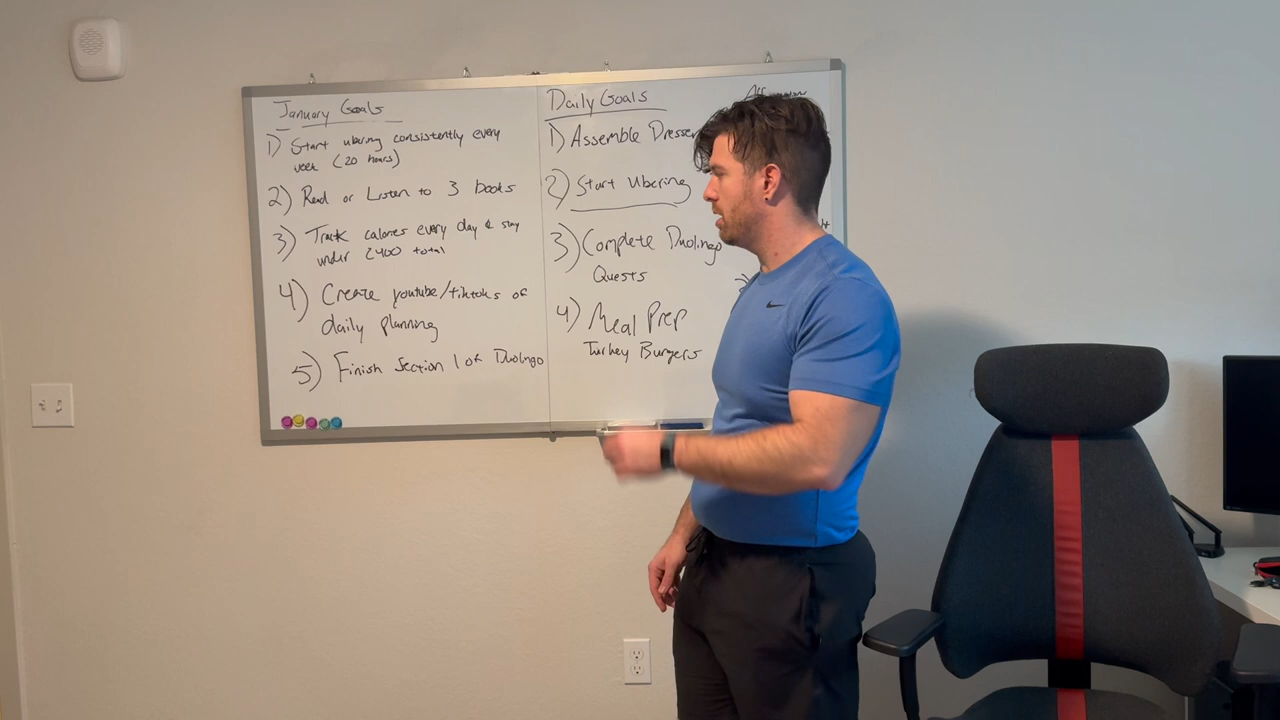 January Goals
1) Start ubering consistently every
week (20 hours)
2) Read or Listen to 3 books
3) Track calories every day & stay
under 2400 total
4) Create youtube/tiktoks of
daily planning
5) Finish Section 1 of Duolingo
Daily Goals
1) Assemble Dresser
2) Start Ubering
3) Complete Duolingo
Quests
4) Meal Prep
Turkey Burgers